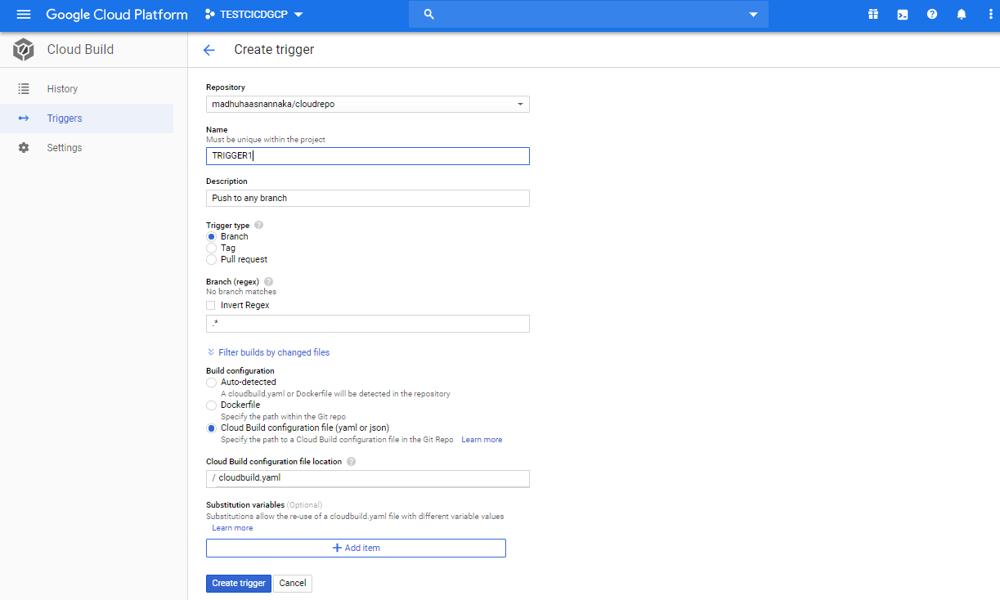 Google Cloud Platform TESTCICDGCP
Cloud Build
Create trigger
History
Triggers
Settings
Repository
madhuhaasnannaka/cloudrepo
Name
Must be unique within the project
TRIGGER1
Description
Push to any branch
Trigger type
Branch
Tag
Pull request
Branch (regex)
No branch matches
Invert Regex
.*
Filter builds by changed files
Build configuration
Auto-detected
A cloudbuild.yaml or Dockerfile will be detected in the repository
Dockerfile
Specify the path within the Git repo
Cloud Build configuration file (yaml or json)
Specify the path to a Cloud Build configuration file in the Git Repo Learn more
Cloud Build configuration file location
/ cloudbuild.yaml
Substitution variables (Optional)
Substitutions allow the re-use of a cloudbuild.yaml file with different variable values
Learn more
Add item
Create trigger Cancel